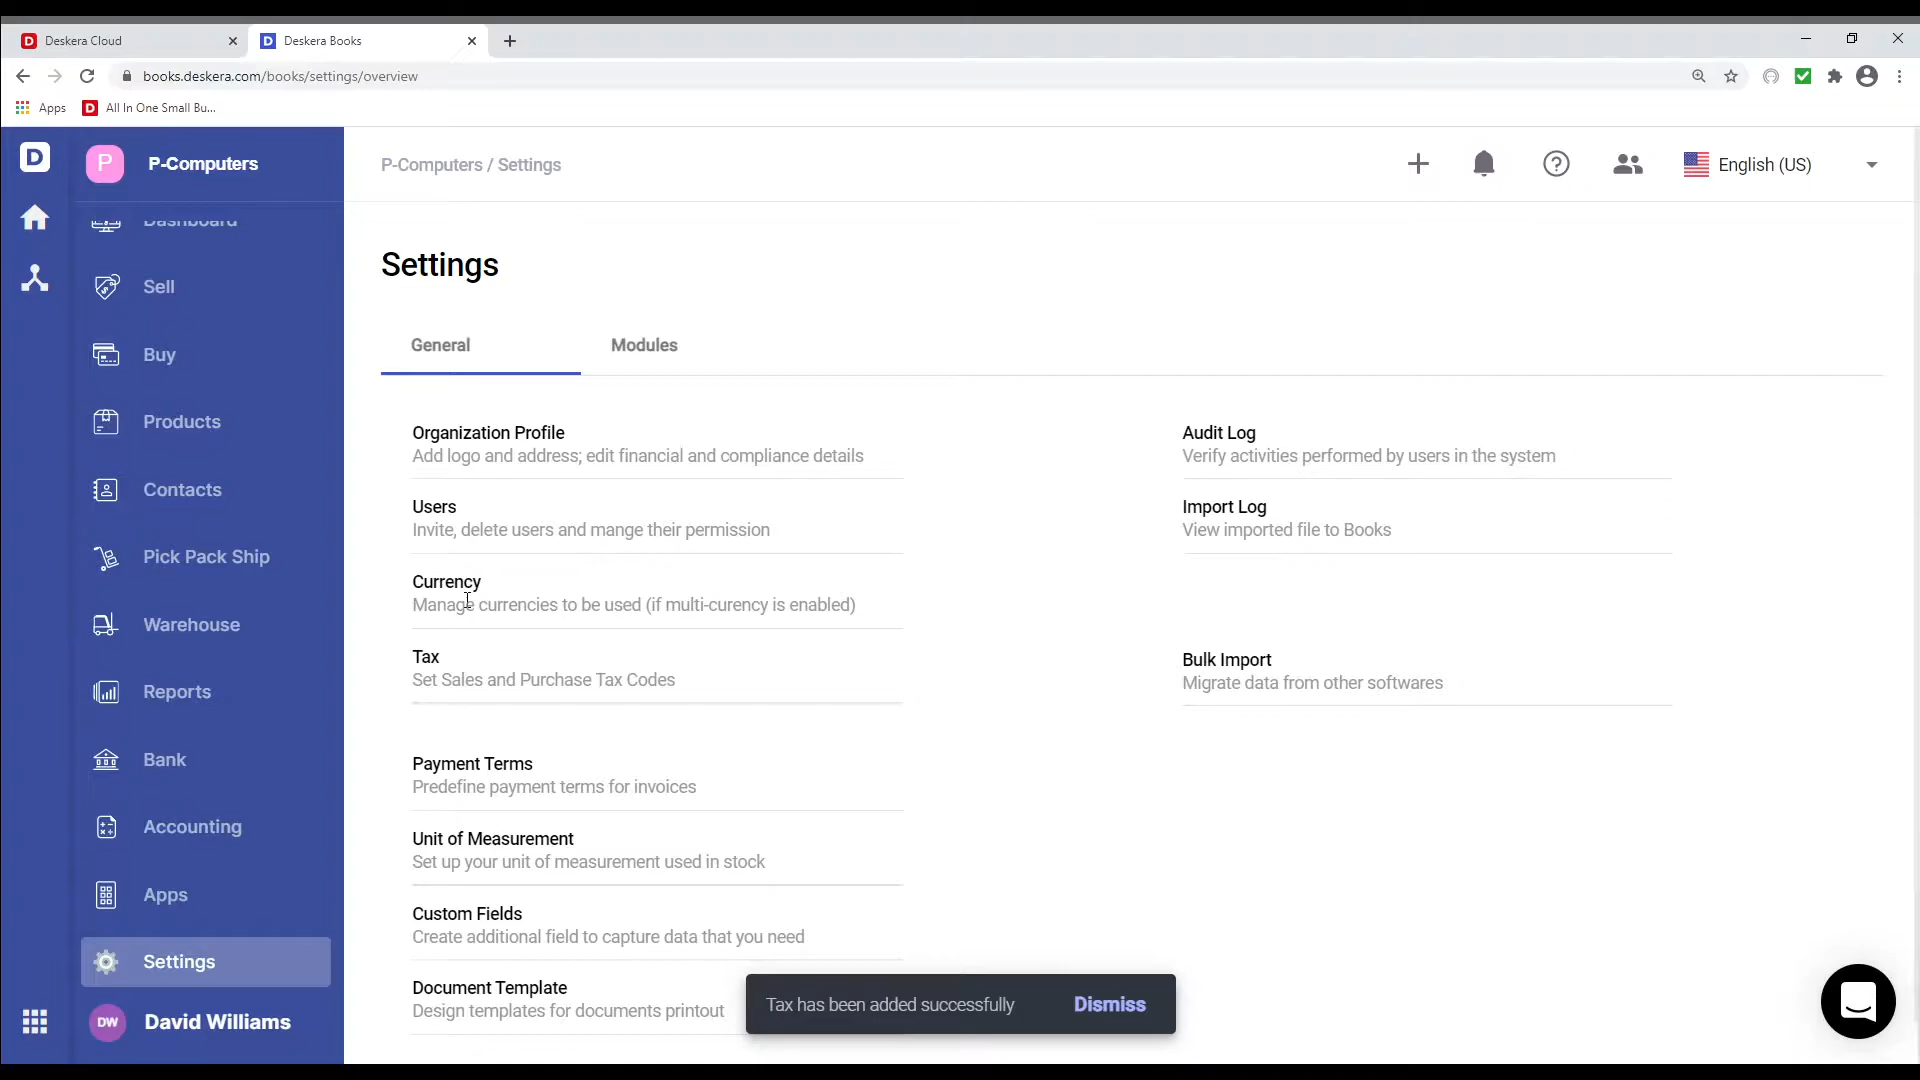 Deskera Cloud
Deskera Books
books.deskera.com/books/settings/overview
Apps
All In One Small Bu...
D
P
P-Computers
P-Computers / Settings
English (US)
Dashboard
Sell
Buy
Products
Contacts
Pick Pack Ship
Warehouse
Reports
Bank
Accounting
Apps
Settings
DW
David Williams
Settings
General
Modules
Organization Profile
Add logo and address; edit financial and compliance details
Users
Invite, delete users and mange their permission
Currency
Manage currencies to be used (if multi-curency is enabled)
Tax
Set Sales and Purchase Tax Codes
Payment Terms
Predefine payment terms for invoices
Unit of Measurement
Set up your unit of measurement used in stock
Custom Fields
Create additional field to capture data that you need
Document Template
Design templates for documents printout
Audit Log
Verify activities performed by users in the system
Import Log
View imported file to Books
Bulk Import
Migrate data from other softwares
Tax has been added successfully
Dismiss